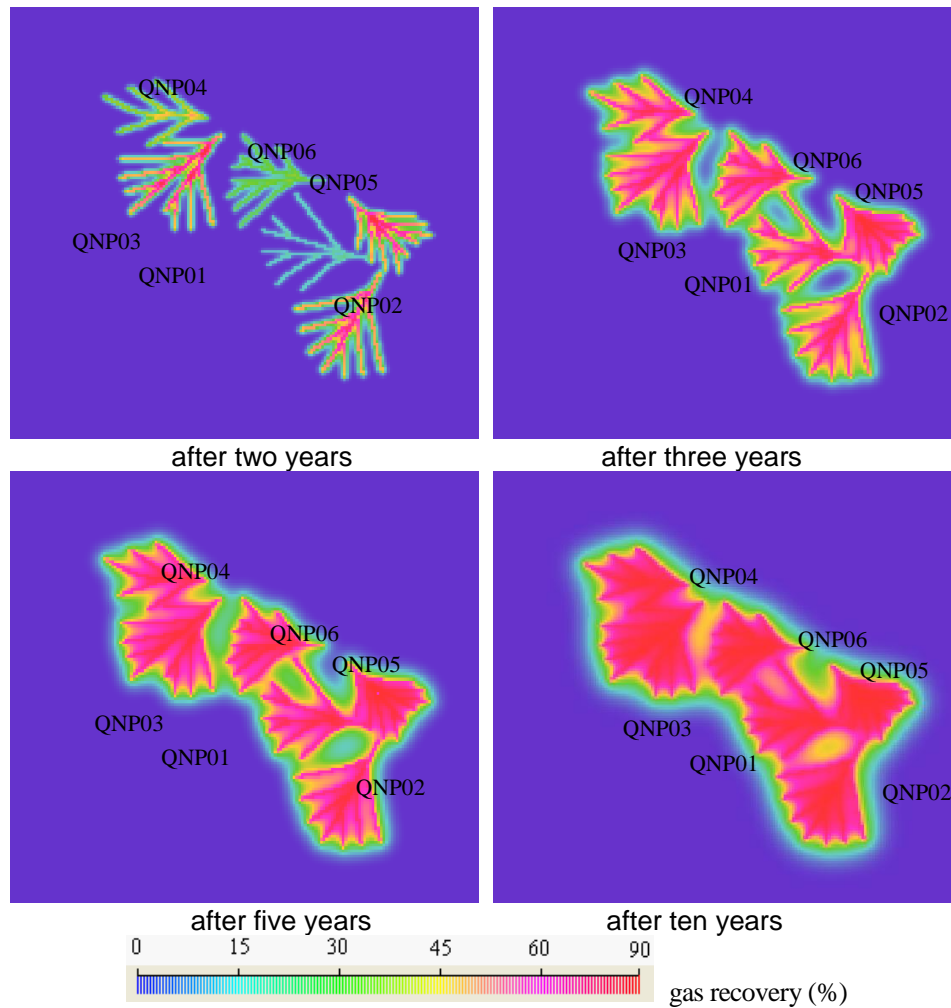 QNP04
QNP06
QNP05
QNP03
QNP01
QNP02
after two years
QNP04
QNP06
QNP05
QNP03
QNP01
QNP02
after three years
QNP04
QNP06
QNP05
QNP03
QNP01
QNP02
after five years
QNP04
QNP06
QNP05
QNP03
QNP01
QNP02
after ten years
0 15 30 45 60 90
gas recovery (%)